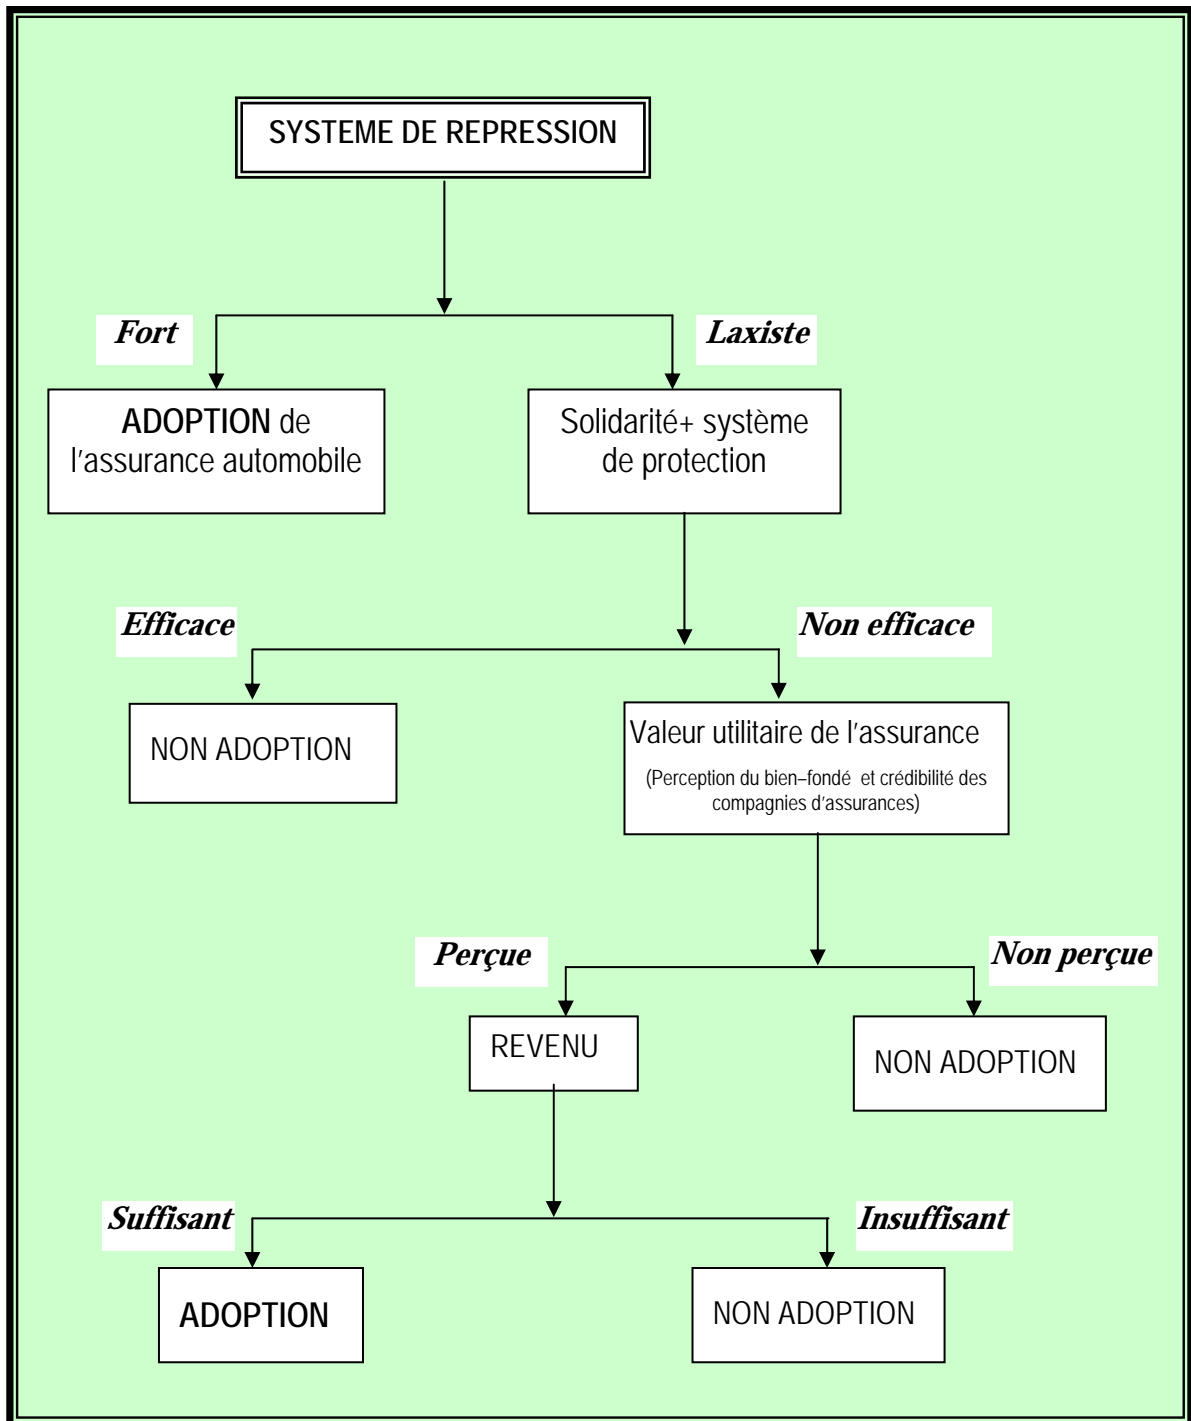 SYSTEME DE REPRESSION
Fort
Laxiste
ADOPTION de
l'assurance automobile
Solidarité+ système
de protection
Efficace
Non efficace
NON ADOPTION
Valeur utilitaire de l'assurance
(Perception du bien–fondé et crédibilité des
compagnies d'assurances)
Perçue
Non perçue
REVENU
NON ADOPTION
Suffisant
Insuffisant
ADOPTION
NON ADOPTION